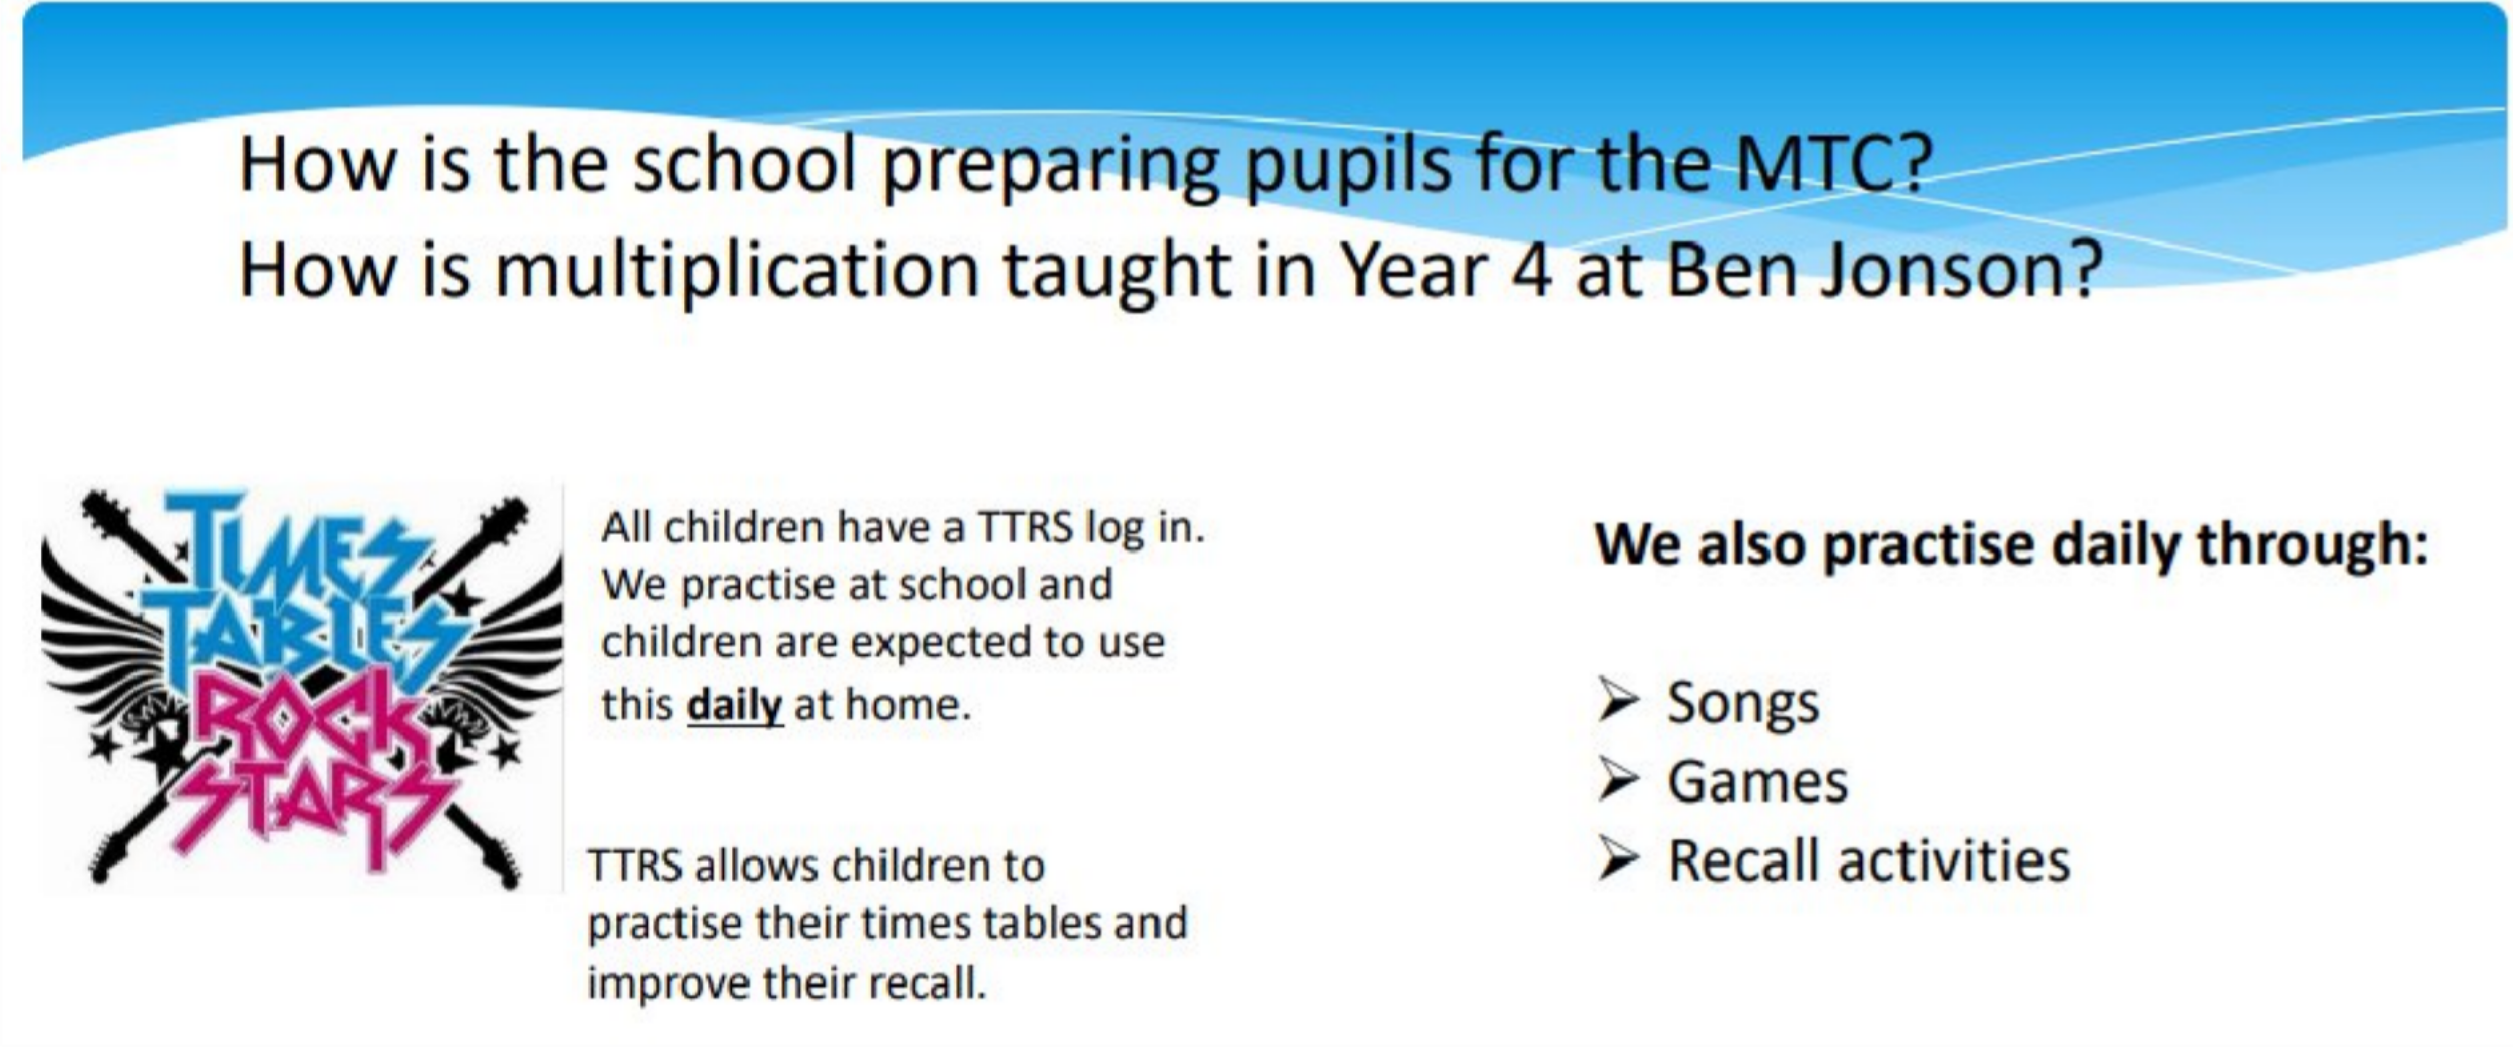 How is the school preparing pupils for the MTC?
How is multiplication taught in Year 4 at Ben Jonson?
TIMES
TABLES
ROCK
STARS
All children have a TTRS log in.
We practise at school and
children are expected to use
this daily at home.
TTRS allows children to
practise their times tables and
improve their recall.
We also practise daily through:
Songs
Games
Recall activities